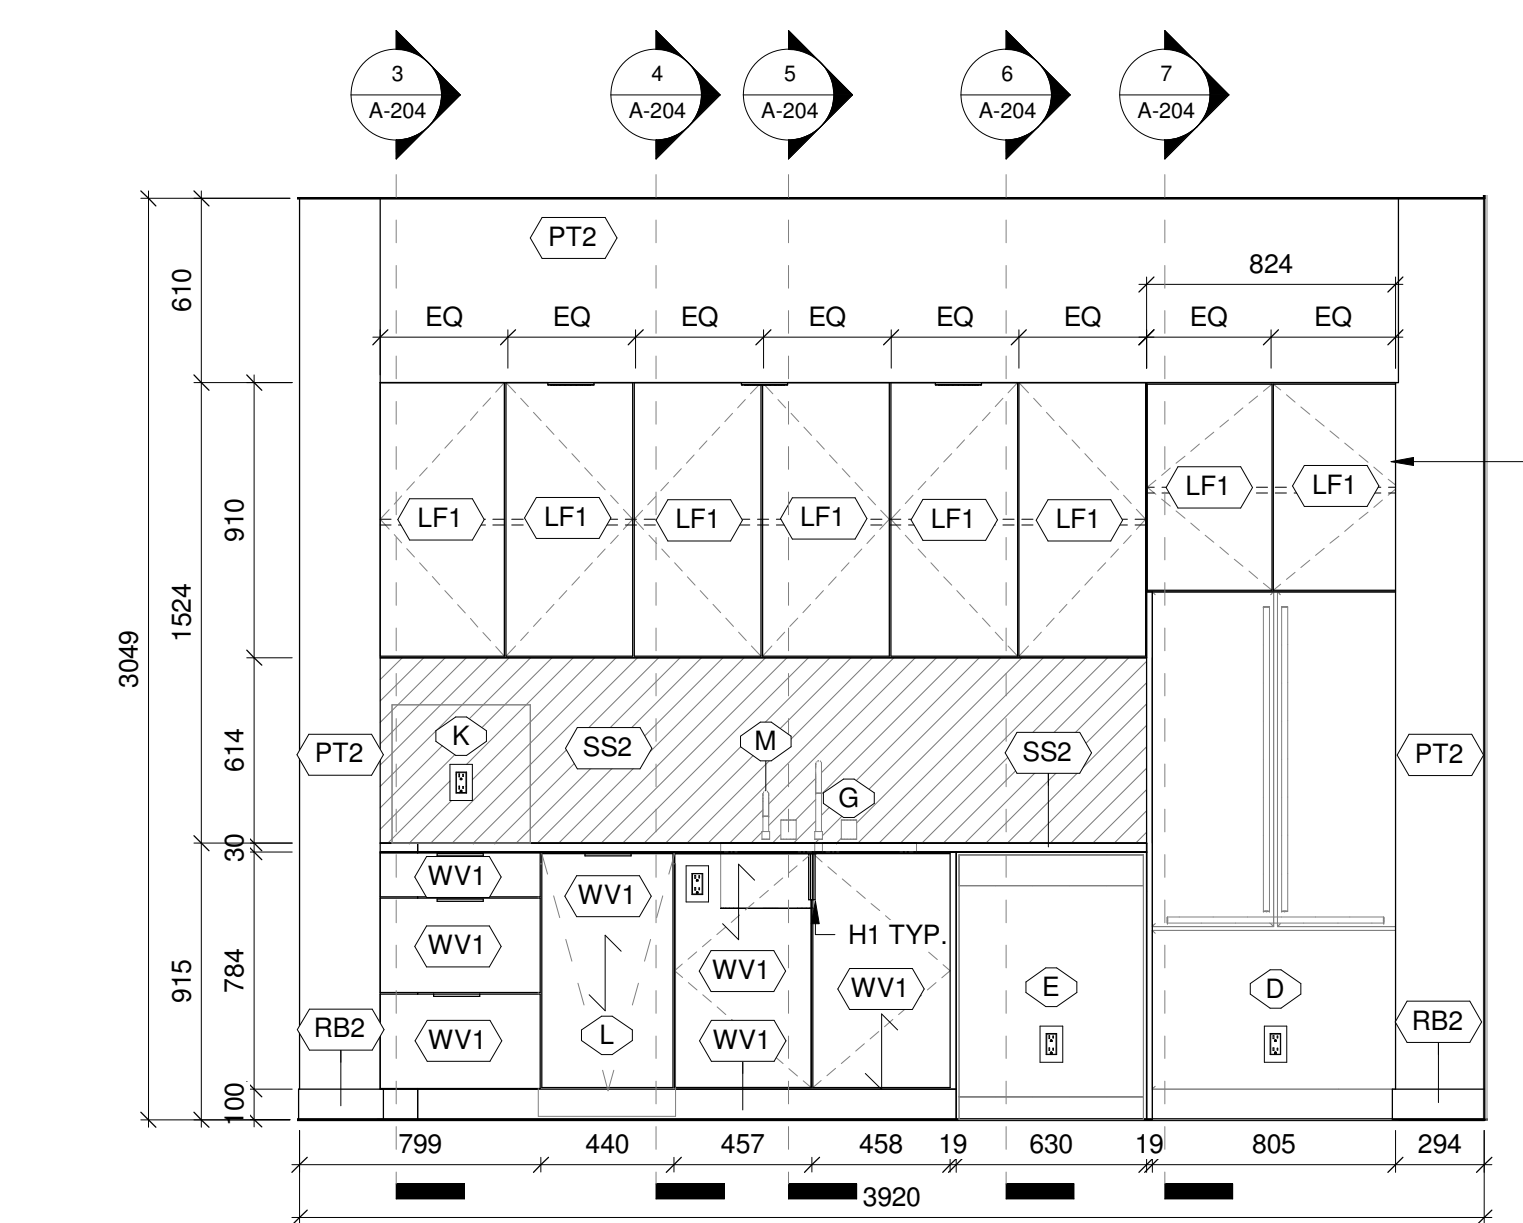 3
A-204
4
A-204
5
A-204
6
A-204
7
A-204
PT2
824
610
EQ
EQ
EQ
EQ
EQ
EQ
EQ
EQ
LF1
LF1
LF1
LF1
LF1
LF1
LF1
LF1
910
1524
3049
614
PT2
K
SS2
M
G
SS2
PT2
30
WV1
WV1
WV1
H1 TYP.
WV1
WV1
784
915
L
WV1
WV1
E
D
RB2
RB2
100
799
440
457
458
19
630
19
805
294
3920